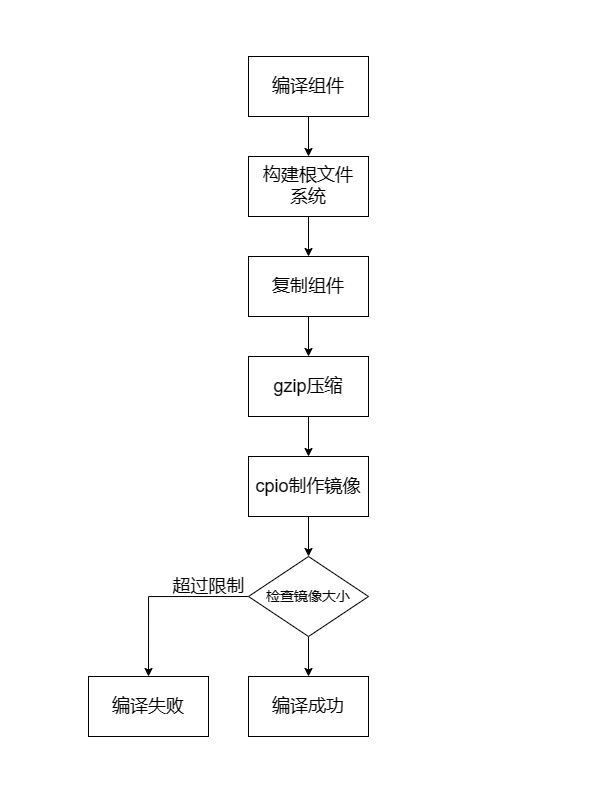 编译组件
构建根文件
系统
复制组件
gzip压缩
cpio制作镜像
超过限制
检查镜像大小
编译失败
编译成功